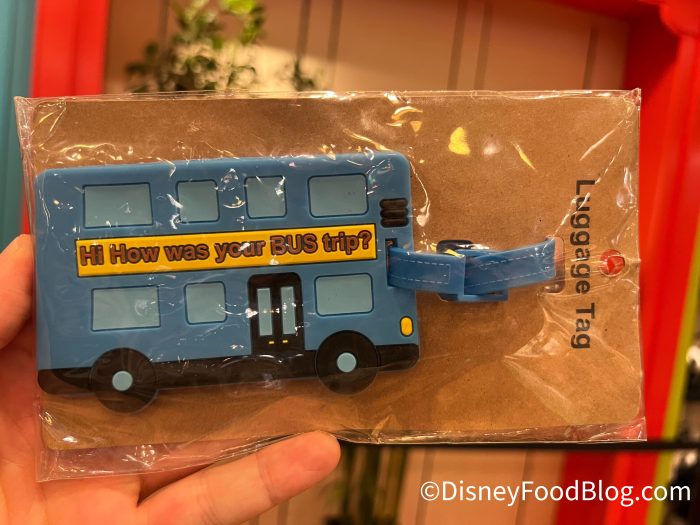 Hi How was your BUS trip?
Luggage Tag
©DisneyFoodBlog.com